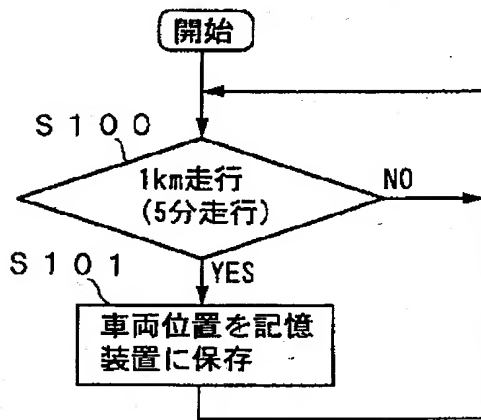 開始
S100
1km走行
(5分走行)
NO
S101
YES
車両位置を記憶
装置に保存